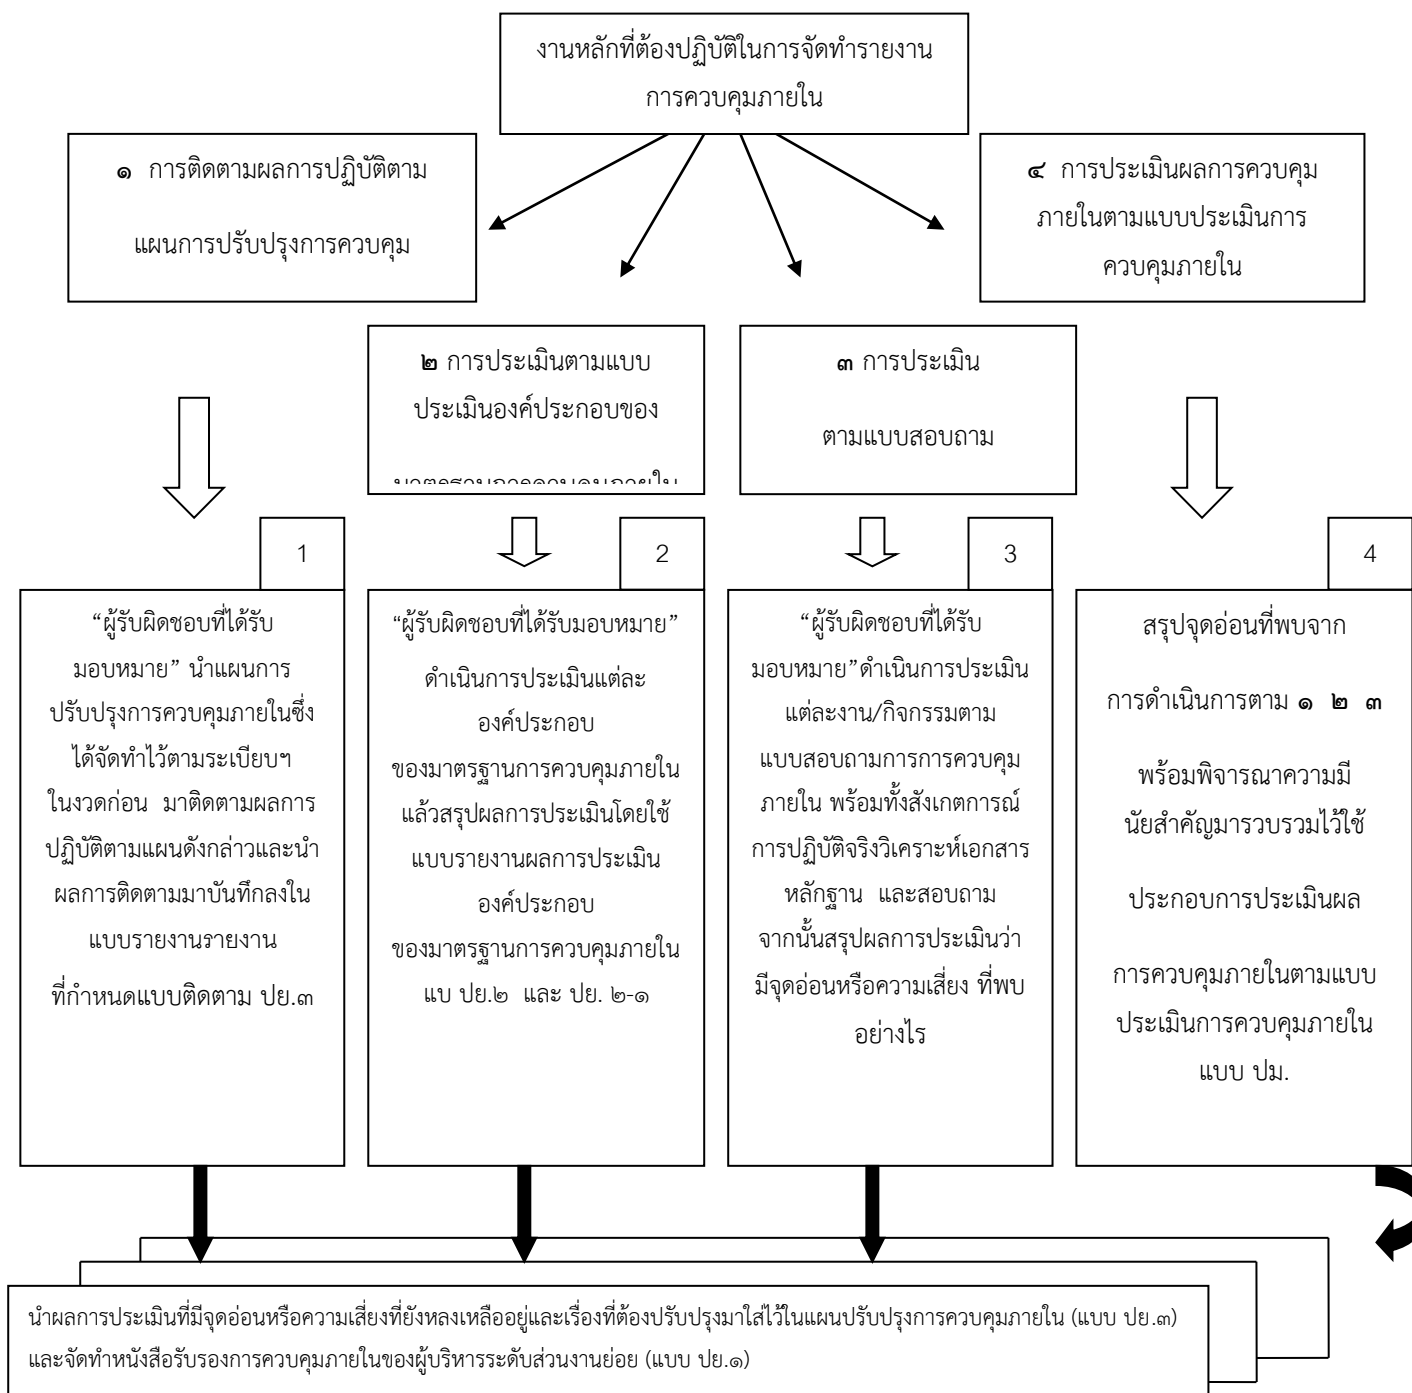 งานหลักที่ต้องปฏิบัติในการจัดทำรายงาน
การควบคุมภายใน
๑ การติดตามผลการปฏิบัติตาม
แผนการปรับปรุงการควบคุม
๔ การประเมินผลการควบคุม
ภายในตามแบบประเมินการ
ควบคุมภายใน
๒ การประเมินตามแบบ
ประเมินองค์ประกอบของ
มาตรฐานการควบคุมภายใน
๓ การประเมิน
ตามแบบสอบถาม
1
“ผู้รับผิดชอบที่ได้รับ
มอบหมาย” นำแผนการ
ปรับปรุงการควบคุมภายในซึ่ง
ได้จัดทำไว้ตามระเบียบฯ
ในงวดก่อน มาติดตามผลการ
ปฏิบัติตามแผนดังกล่าวและนำ
ผลการติดตามมาบันทึกลงใน
แบบรายงานรายงาน
ที่กำหนดแบบติดตาม ปย.๓
2
“ผู้รับผิดชอบที่ได้รับมอบหมาย”
ดำเนินการประเมินแต่ละ
องค์ประกอบ
ของมาตรฐานการควบคุมภายใน
แล้วสรุปผลการประเมินโดยใช้
แบบรายงานผลการประเมิน
องค์ประกอบ
ของมาตรฐานการควบคุมภายใน
แบ ปย.๒ และ ปย. ๒-๑
3
“ผู้รับผิดชอบที่ได้รับ
มอบหมาย”ดำเนินการประเมิน
แต่ละงาน/กิจกรรมตาม
แบบสอบถามการการควบคุม
ภายใน พร้อมทั้งสังเกตการณ์
การปฏิบัติจริงวิเคราะห์เอกสาร
หลักฐาน และสอบถาม
จากนั้นสรุปผลการประเมินว่า
มีจุดอ่อนหรือความเสี่ยง ที่พบ
อย่างไร
4
สรุปจุดอ่อนที่พบจาก
การดำเนินการตาม ๑ ๒ ๓
พร้อมพิจารณาความมี
นัยสำคัญมารวบรวมไว้ใช้
ประกอบการประเมินผล
การควบคุมภายในตามแบบ
ประเมินการควบคุมภายใน
แบบ ปม.
นำผลการประเมินที่มีจุดอ่อนหรือความเสี่ยงที่ยังหลงเหลืออยู่และเรื่องที่ต้องปรับปรุงมาใส่ไว้ในแผนปรับปรุงการควบคุมภายใน (แบบ ปย.๓)
และจัดทำหนังสือรับรองการควบคุมภายในของผู้บริหารระดับส่วนงานย่อย (แบบ ปย.๑)